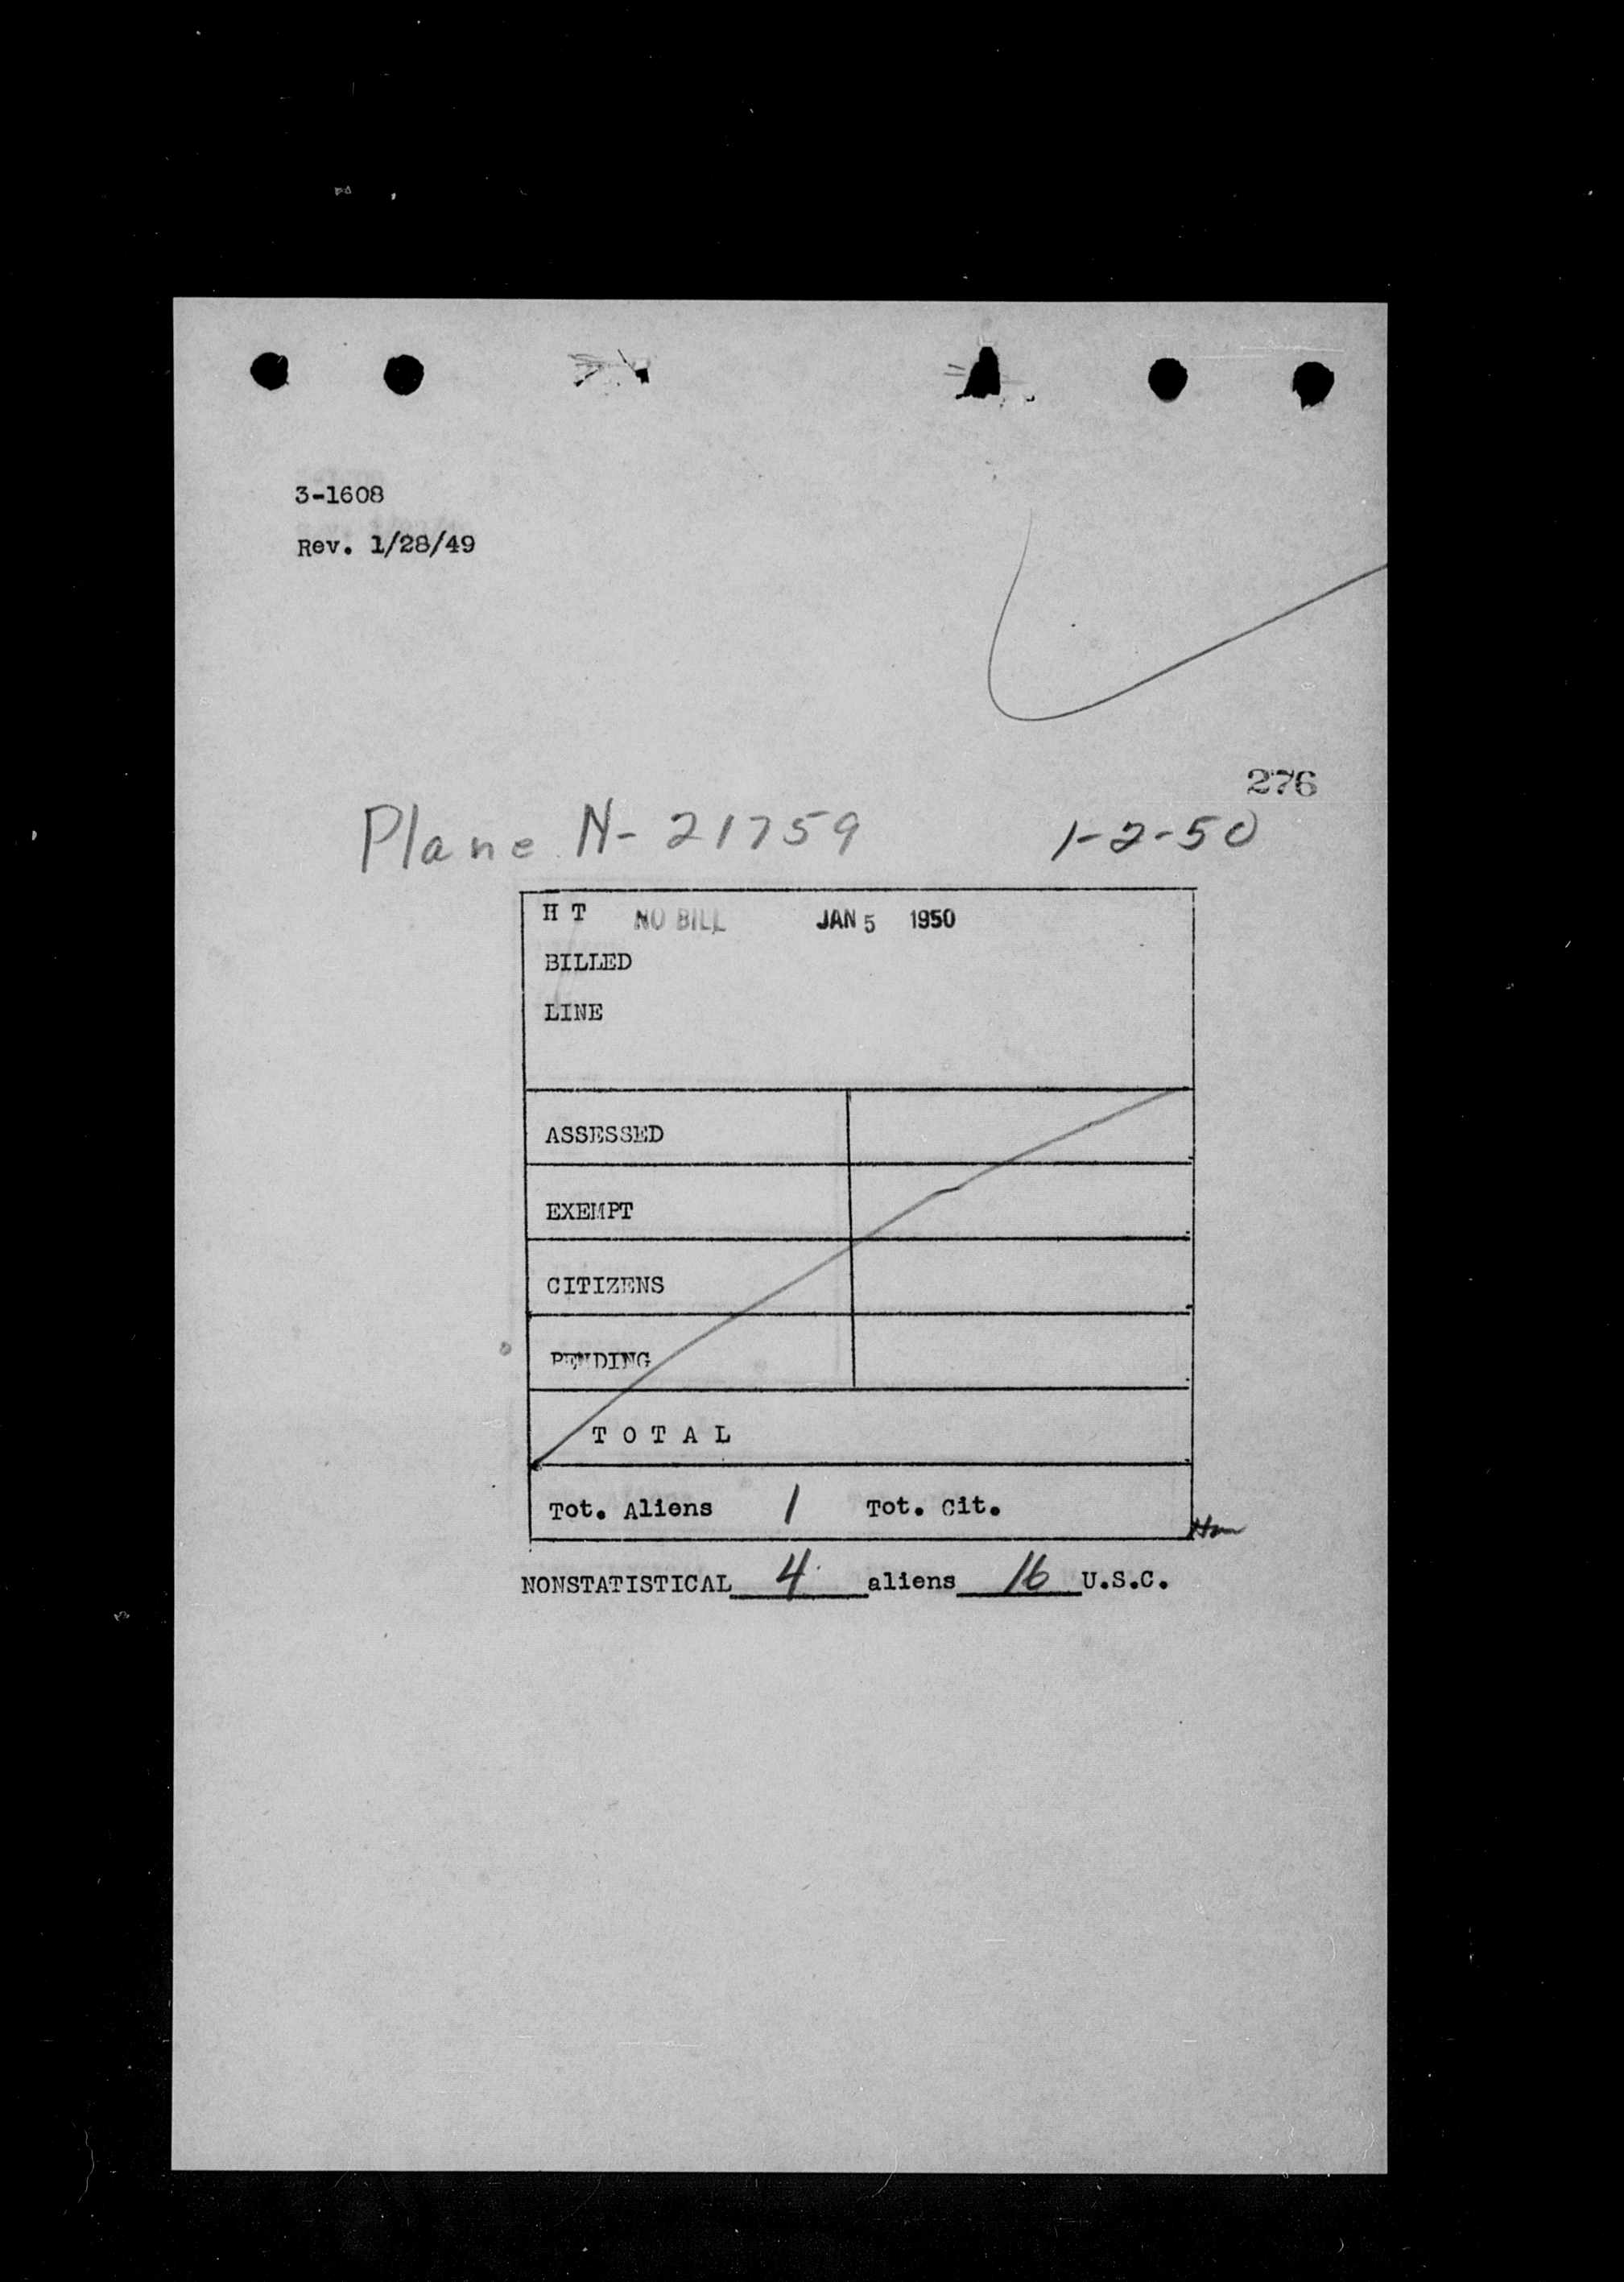 3-1608
Rev. 1/28/49
276
Plane N-21759 1-2-50
H T NO BILL JAN 5 1950
BILLED
LINE
ASSESSED
EXEMPT
CITIZENS
PENDING
T O T A L
Tot. Aliens 1 Tot. Cit.
NONSTATISTICAL 4 aliens 16 U.S.C.